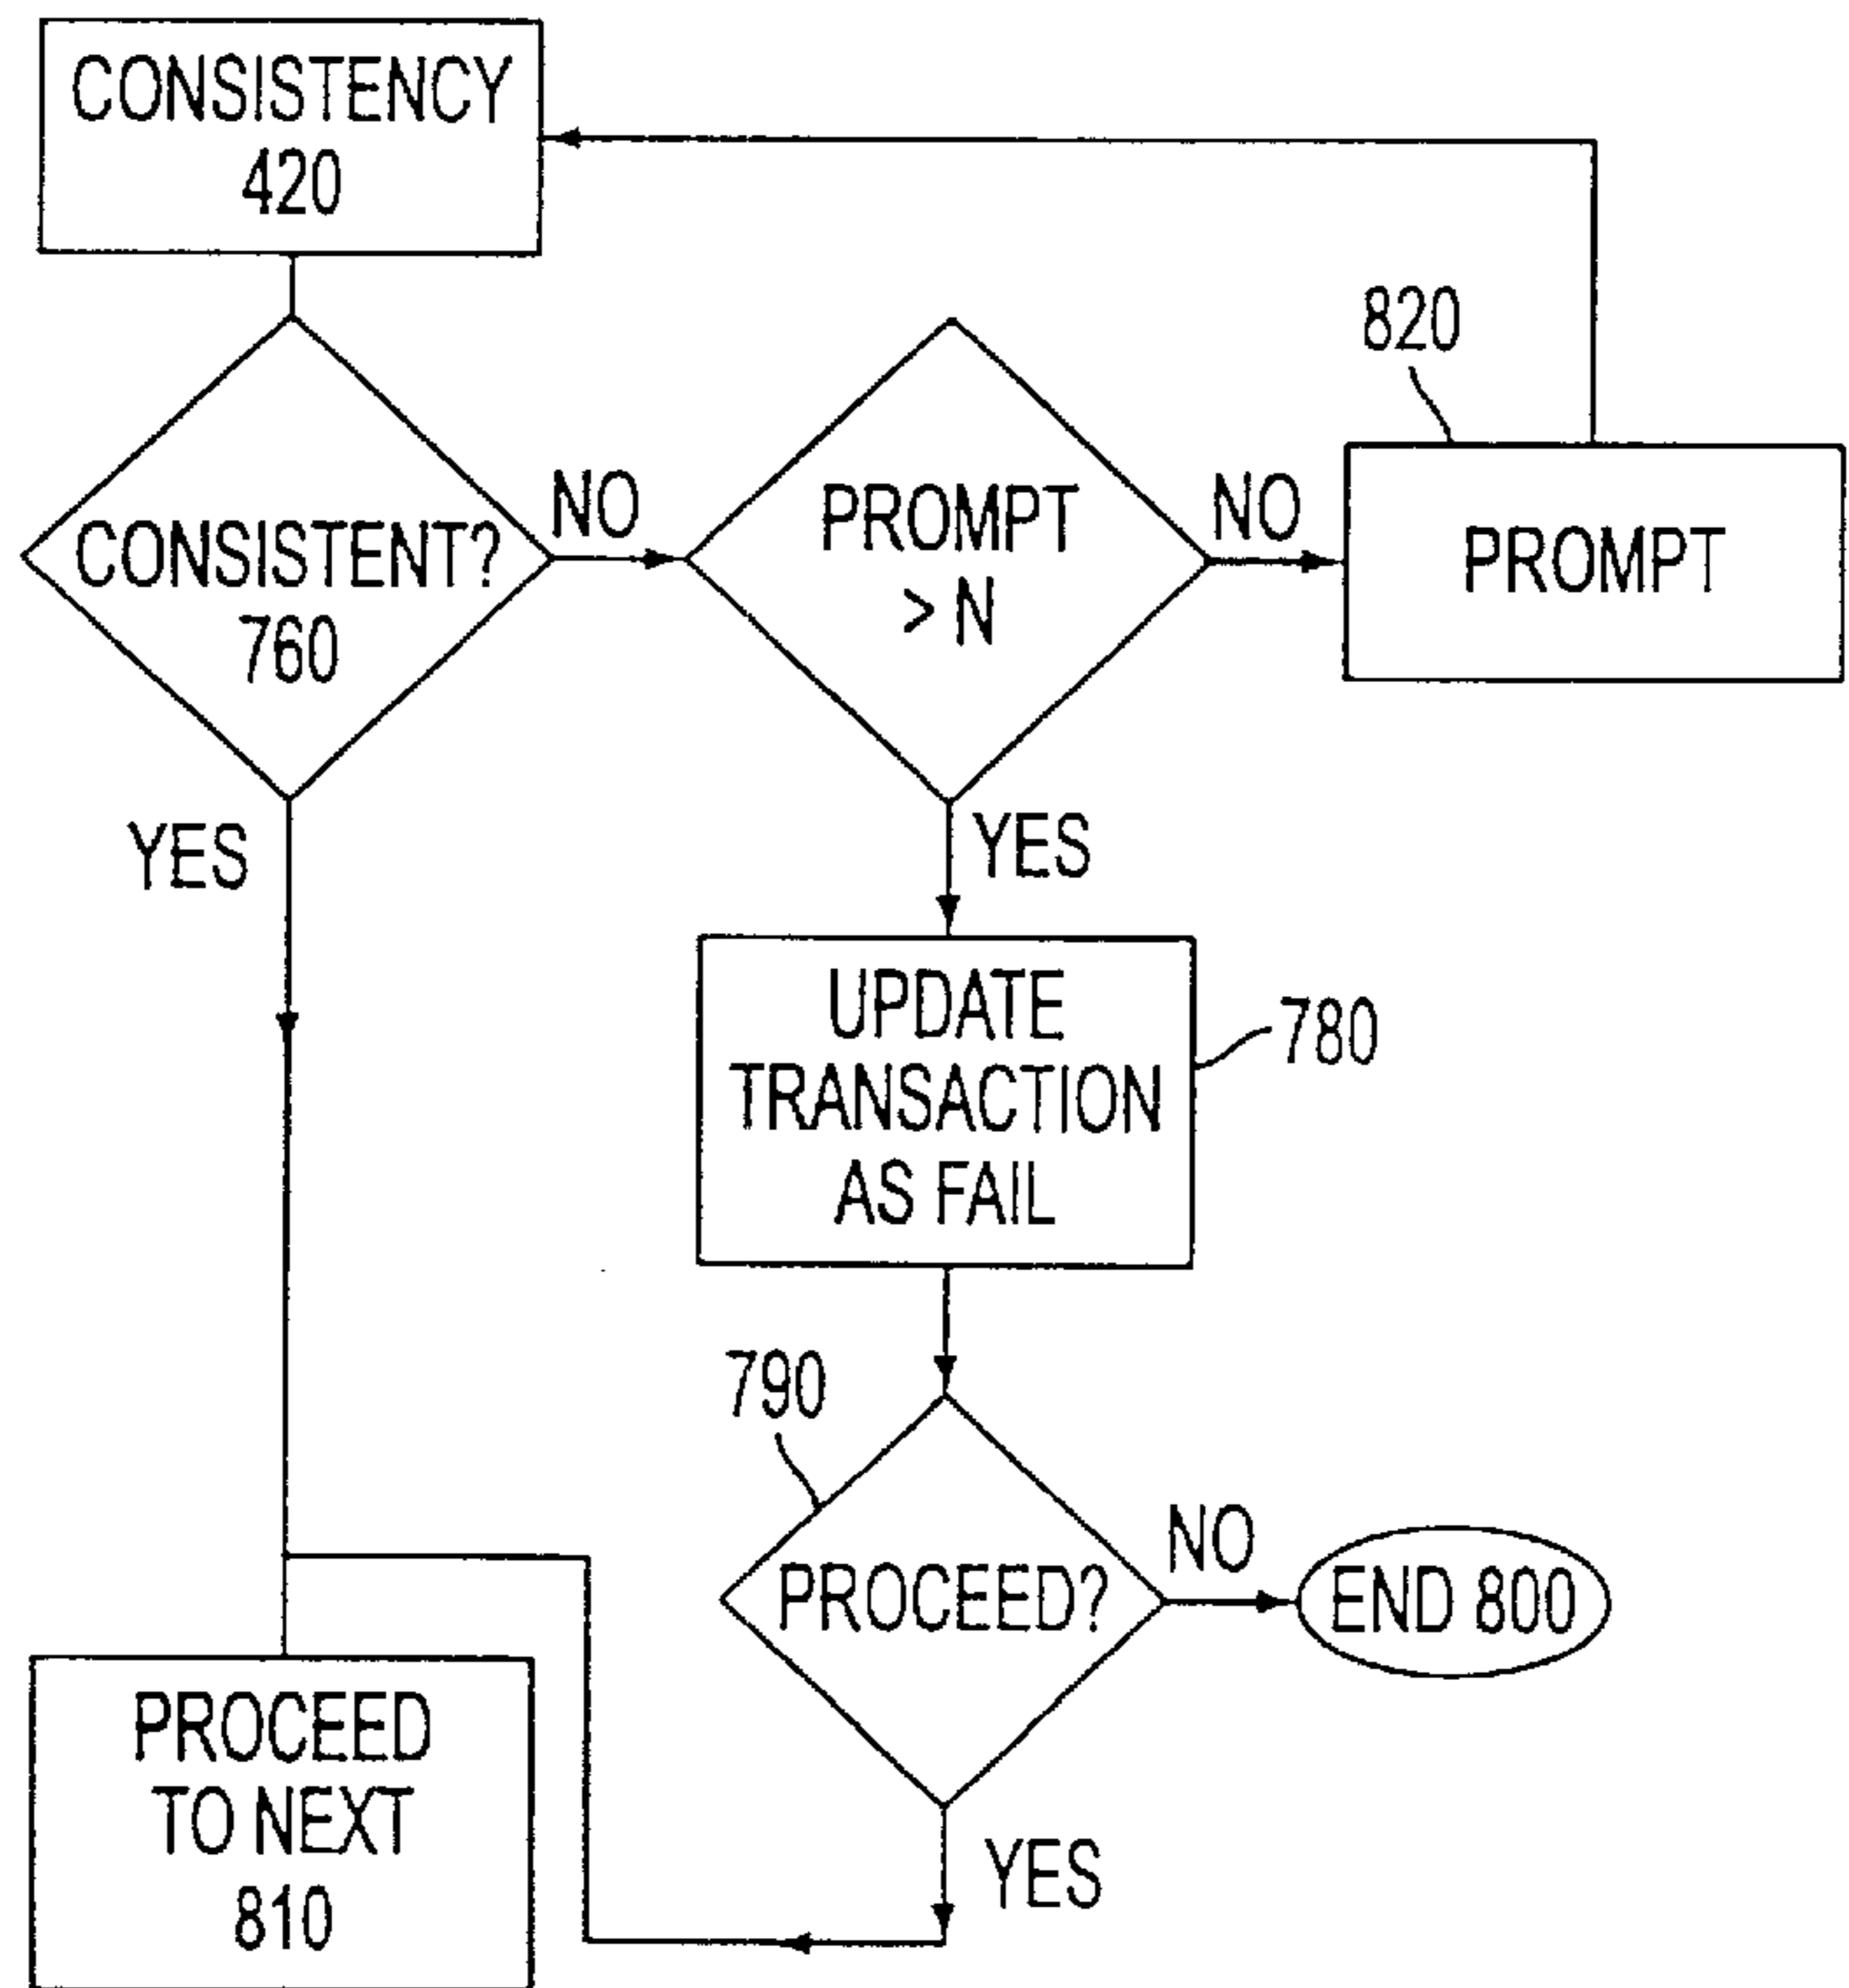 CONSISTENCY
420
820
CONSISTENT?
760
NO
PROMPT
> N
NO
PROMPT
YES
YES
UPDATE
TRANSACTION
AS FAIL
780
790
PROCEED?
NO
END 800
PROCEED
TO NEXT
810
YES